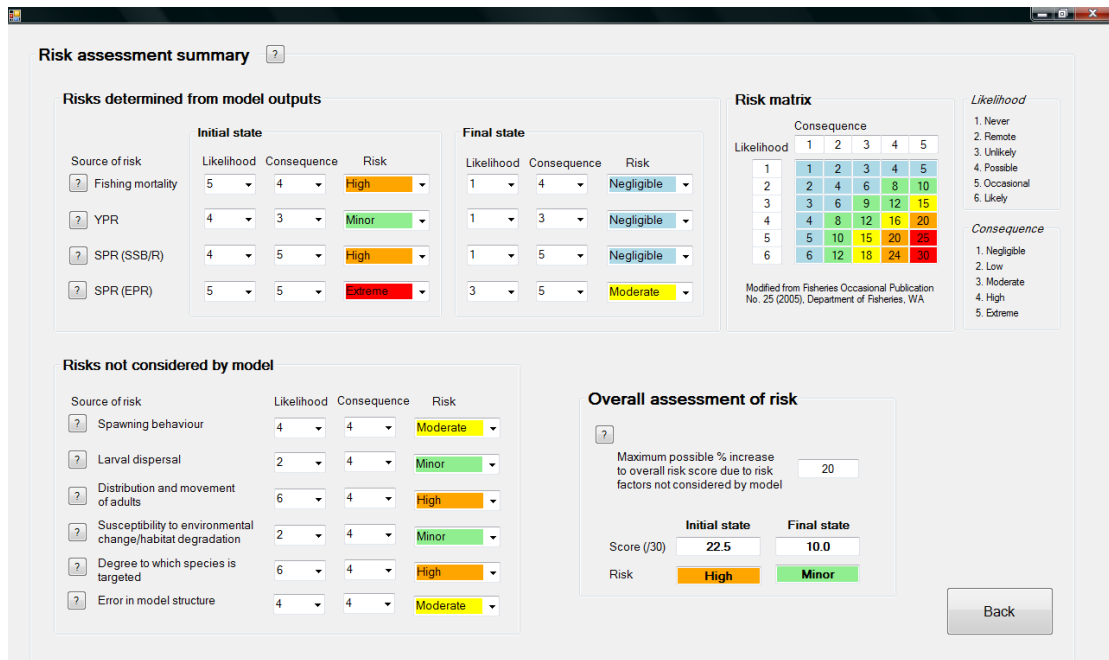 Risk assessment summary ?
Risks determined from model outputs
Initial state
Final state
Source of risk Likelihood Consequence Risk Likelihood Consequence Risk
? Fishing mortality 5 4 High 1 4 Negligible
? YPR 4 3 Minor 1 3 Negligible
? SPR (SSB/R) 4 5 High 1 5 Negligible
? SPR (EPR) 5 5 Extreme 3 5 Moderate
Risk matrix
Consequence
Likelihood 1 2 3 4 5
1 1 2 3 4 5
2 2 4 6 8 10
3 3 6 9 12 15
4 4 8 12 16 20
5 5 10 15 20 25
6 6 12 18 24 30
Modified from Fisheries Occasional Publication
No. 25 (2005), Department of Fisheries, WA
Likelihood
1. Never
2. Remote
3. Unlikely
4. Possible
5. Occasional
6. Likely
Consequence
1. Negligible
2. Low
3. Moderate
4. High
5. Extreme
Risks not considered by model
Source of risk Likelihood Consequence Risk
? Spawning behaviour 4 4 Moderate
? Larval dispersal 2 4 Minor
Distribution and movement
? of adults 6 4 High
Susceptibility to environmental
? change/habitat degradation 2 4 Minor
Degree to which species is
? targeted 6 4 High
? Error in model structure 4 4 Moderate
Overall assessment of risk
?
Maximum possible % increase
to overall risk score due to risk 20
factors not considered by model
Initial state Final state
Score (/30) 22.5 10.0
Risk High Minor
Back